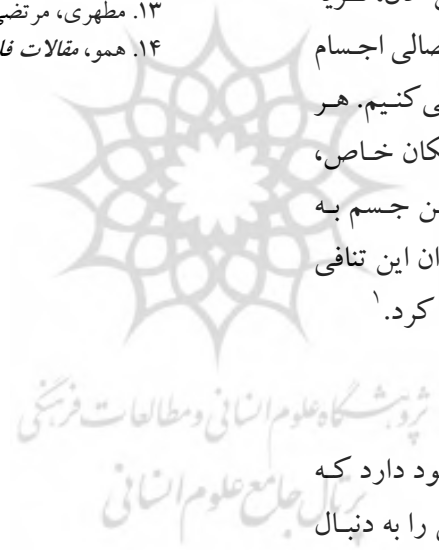 ۱۳. مطهری، مرتضی
۱۴. همو، مقالات فل
صالی اجسام
ی‌کنیم. هر
کان خاص،
ن جسم به
ان این تنافی
کرد.۱
پژوهشگاه علوم انسانی و مطالعات فرهنگی
پرتال جامع علوم انسانی
ود دارد که
را به دنبال